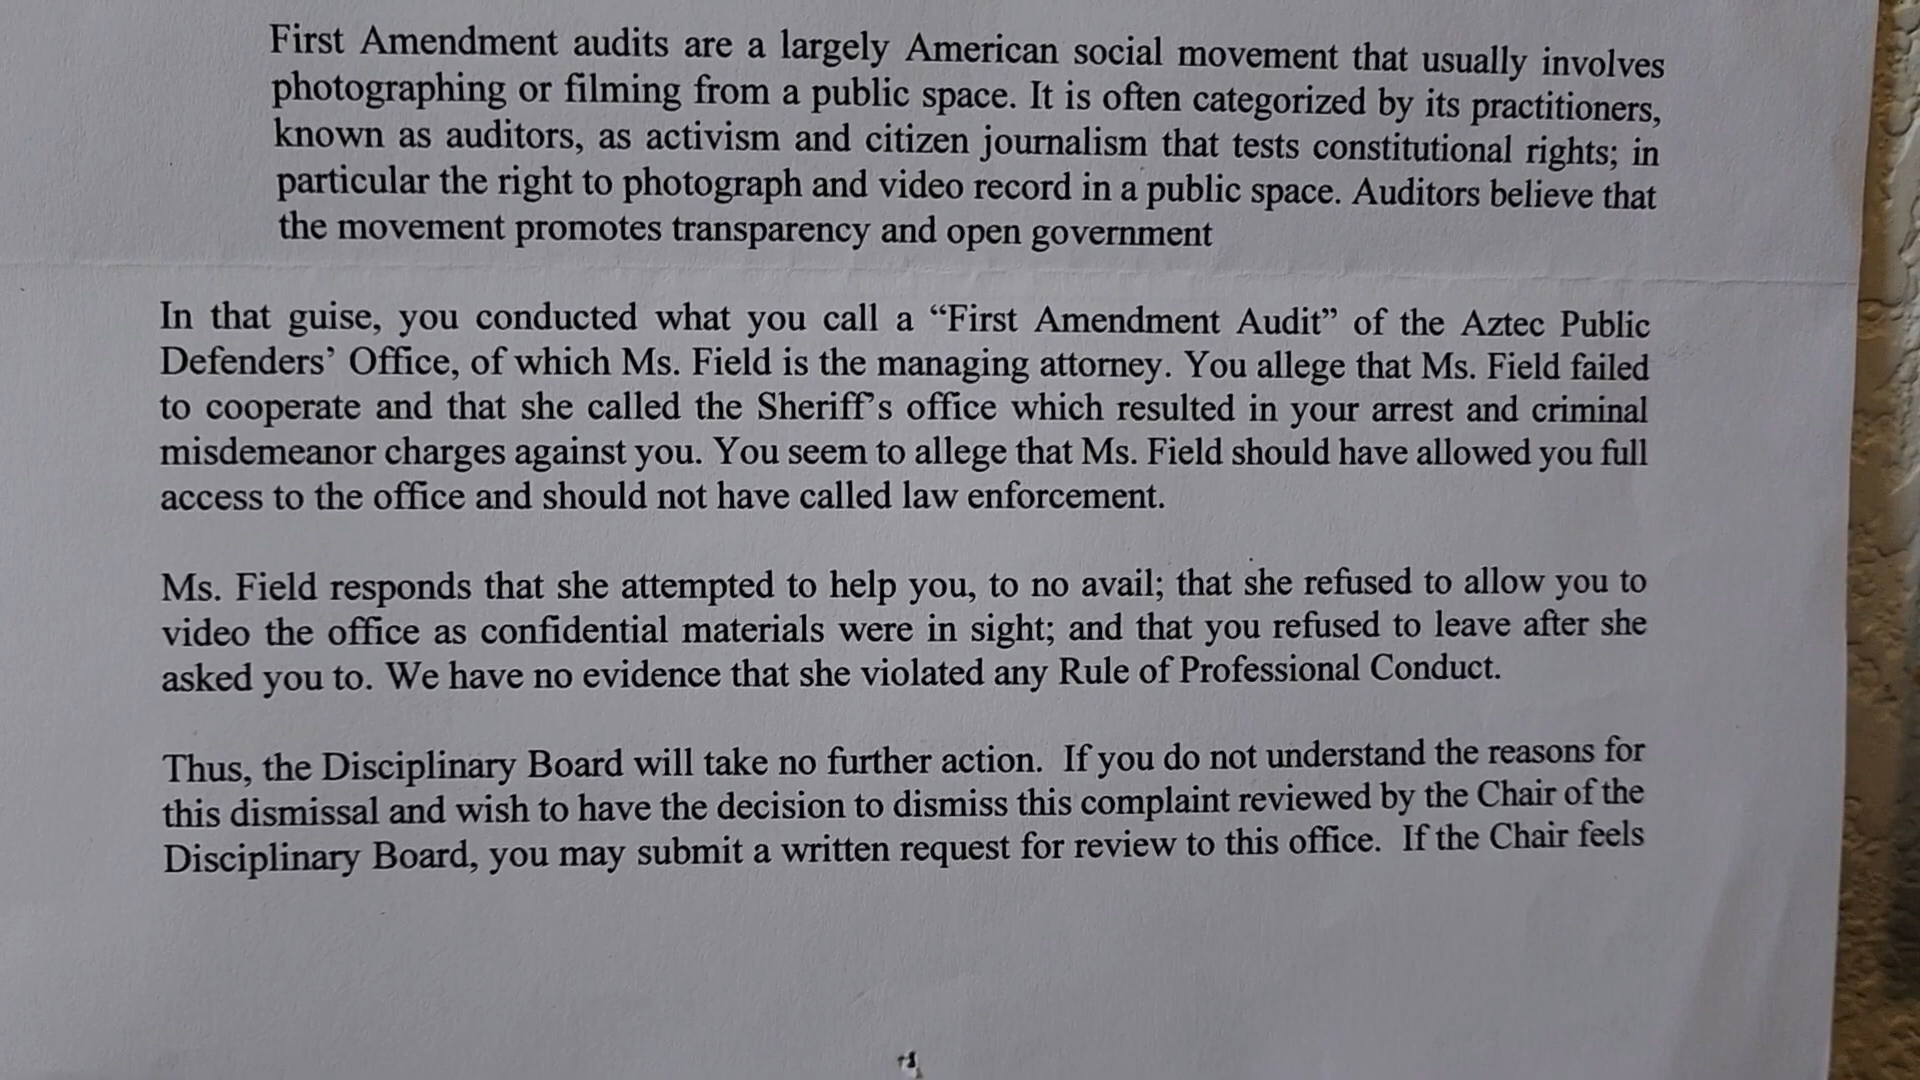 First Amendment audits are a largely American social movement that usually involves
photographing or filming from a public space. It is often categorized by its practitioners,
known as auditors, as activism and citizen journalism that tests constitutional rights; in
particular the right to photograph and video record in a public space. Auditors believe that
the movement promotes transparency and open government
In that guise, you conducted what you call a “First Amendment Audit” of the Aztec Public
Defenders’ Office, of which Ms. Field is the managing attorney. You allege that Ms. Field failed
to cooperate and that she called the Sheriff’s office which resulted in your arrest and criminal
misdemeanor charges against you. You seem to allege that Ms. Field should have allowed you full
access to the office and should not have called law enforcement.
Ms. Field responds that she attempted to help you, to no avail; that she refused to allow you to
video the office as confidential materials were in sight; and that you refused to leave after she
asked you to. We have no evidence that she violated any Rule of Professional Conduct.
Thus, the Disciplinary Board will take no further action. If you do not understand the reasons for
this dismissal and wish to have the decision to dismiss this complaint reviewed by the Chair of the
Disciplinary Board, you may submit a written request for review to this office. If the Chair feels